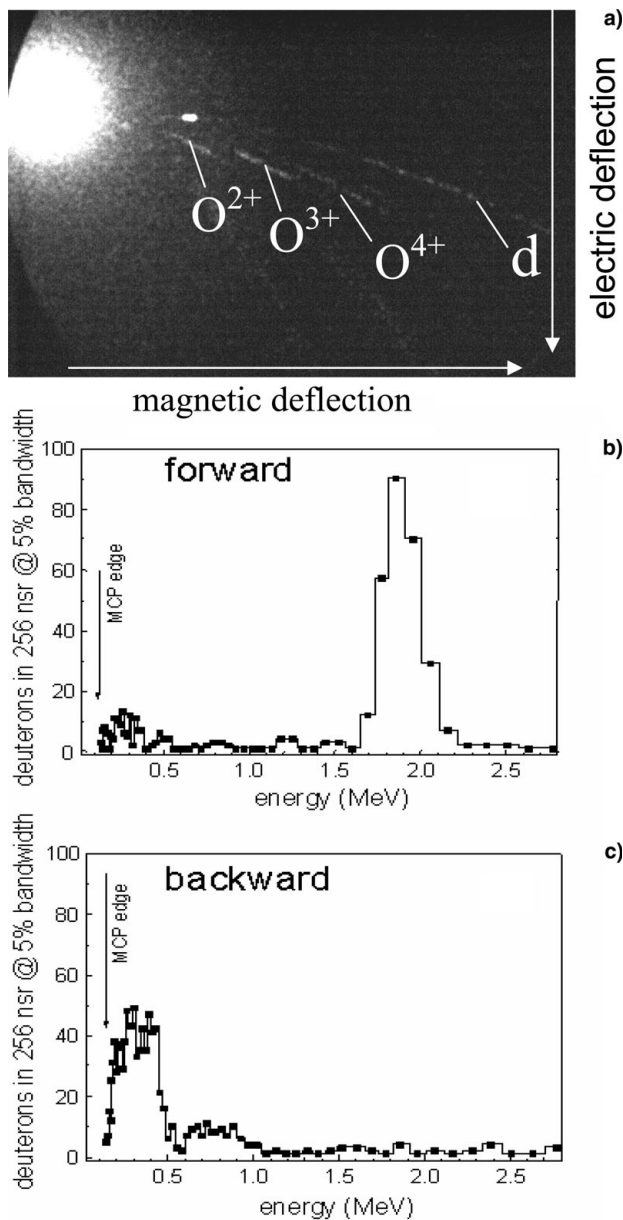 a)
electric deflection
O²⁺
O³⁺
O⁴⁺
d
magnetic deflection
b)
forward
deuterons in 256 nsr @ 5% bandwidth
100
80
60
40
20
0
MCP edge
0.5
1.0
1.5
2.0
2.5
energy (MeV)
c)
backward
deuterons in 256 nsr @ 5% bandwidth
100
80
60
40
20
0
MCP edge
0.5
1.0
1.5
2.0
2.5
energy (MeV)